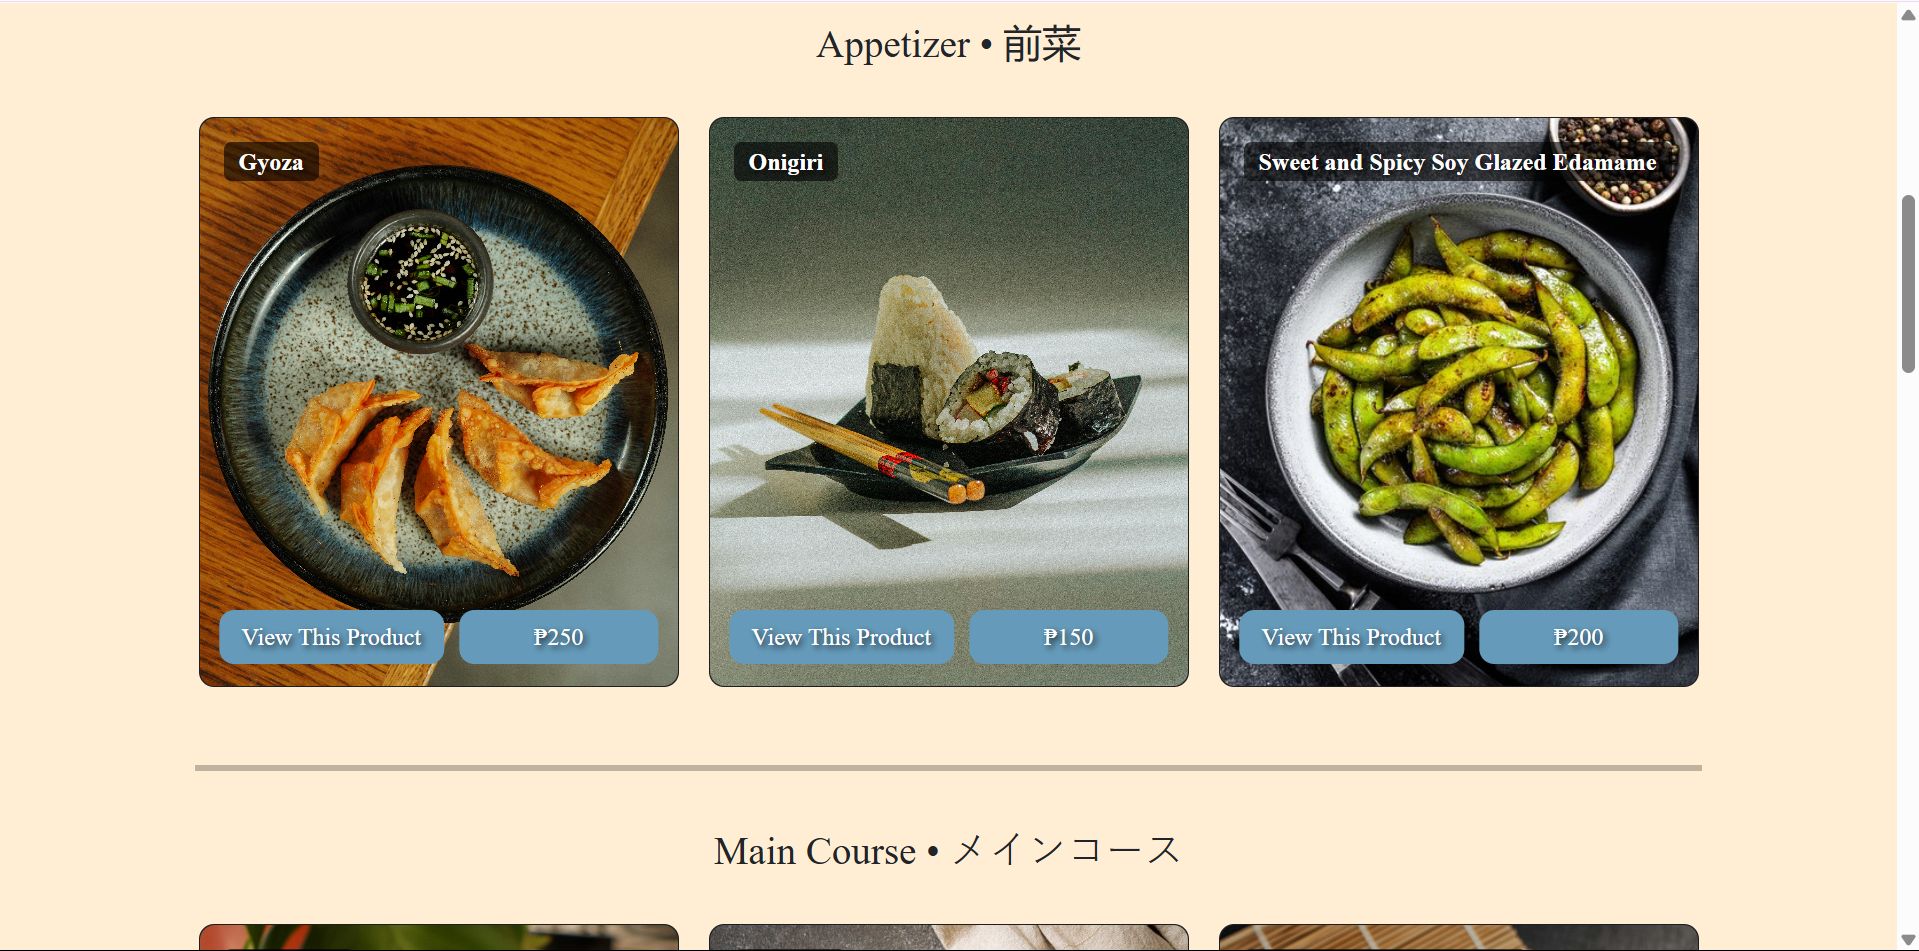 Appetizer • 前菜
Gyoza
Onigiri
Sweet and Spicy Soy Glazed Edamame
View This Product
₱250
View This Product
₱150
View This Product
₱200
Main Course • メインコース